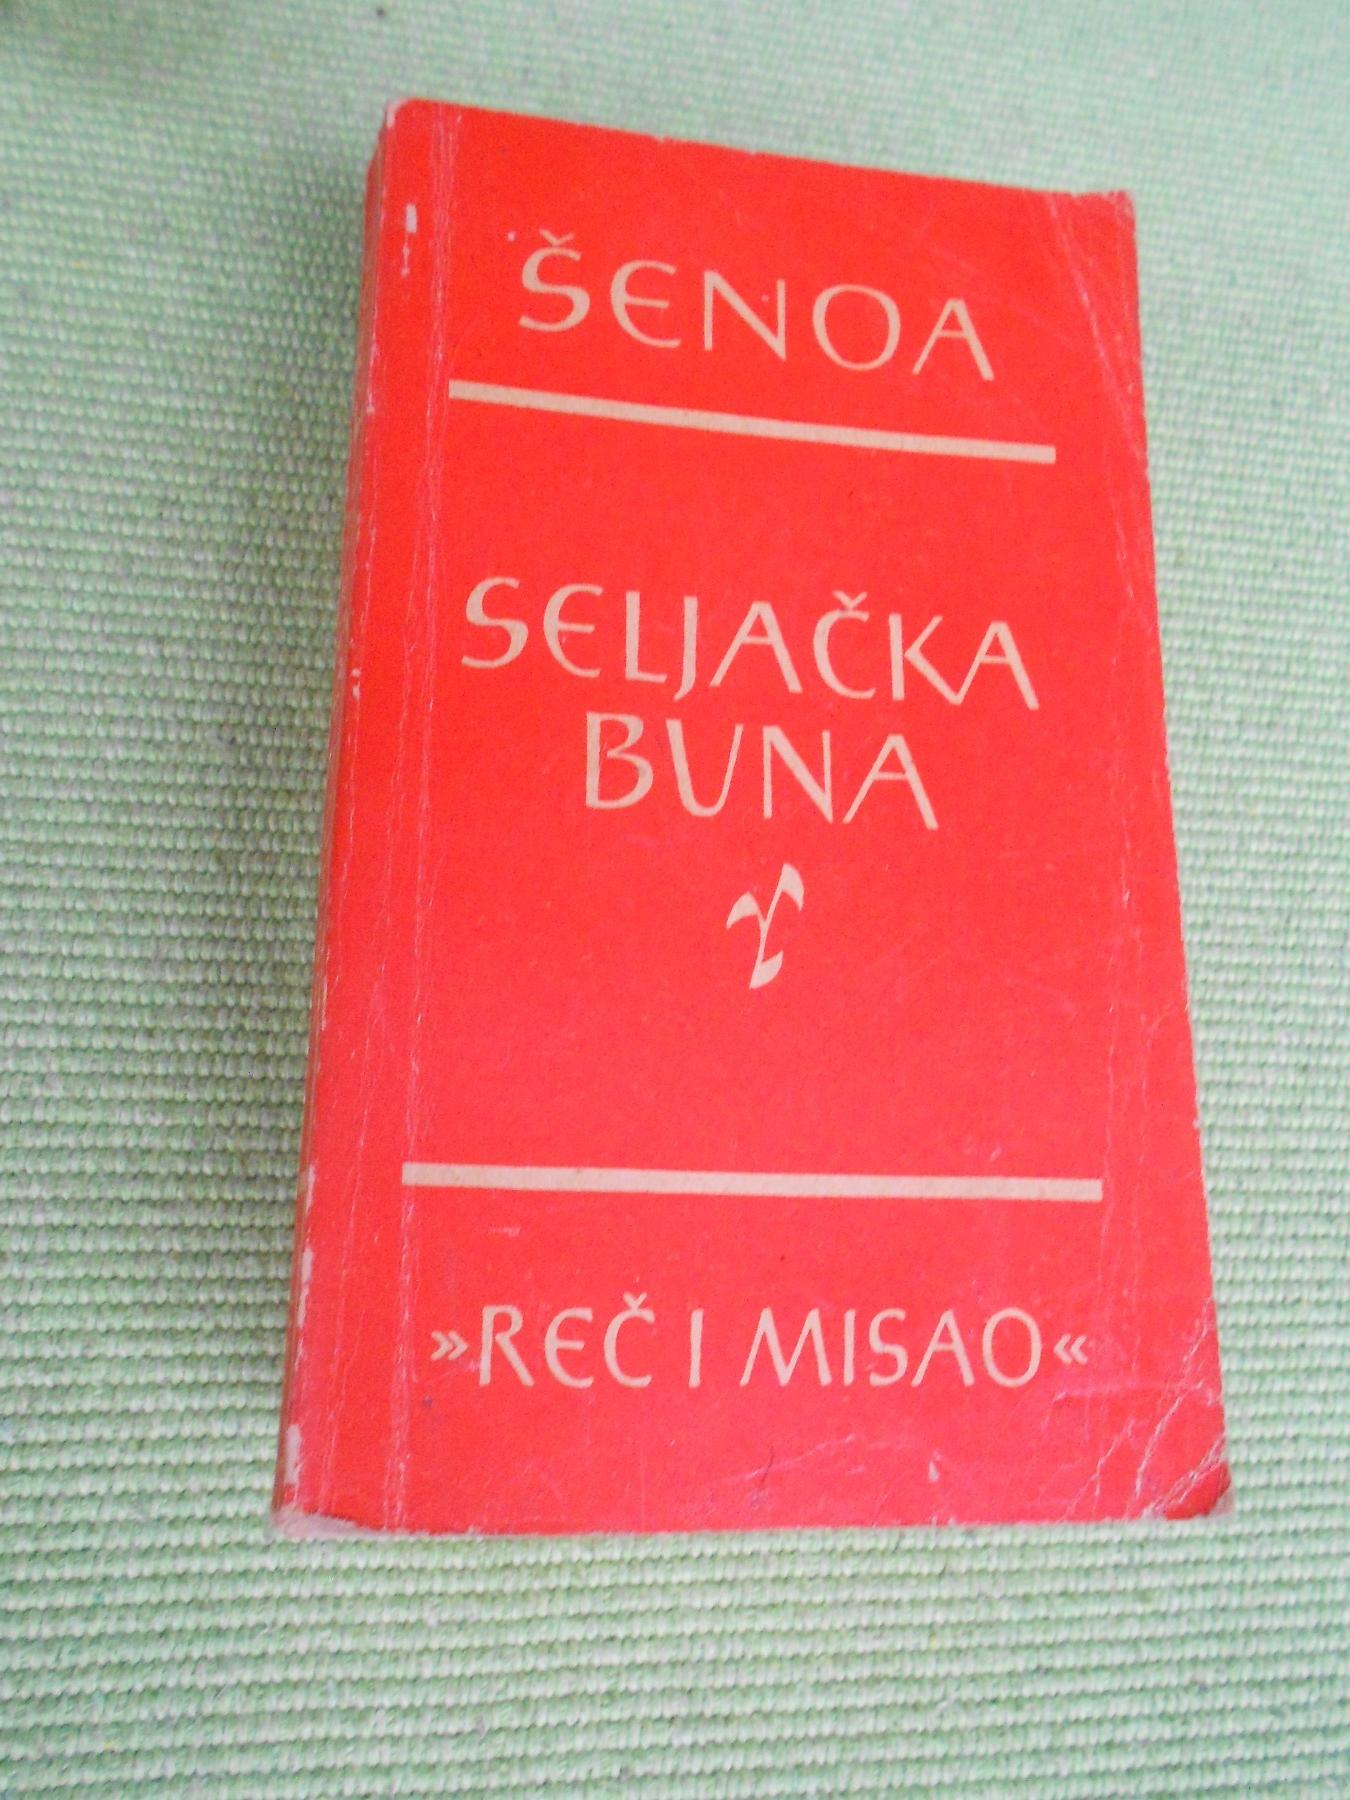 ŠENOA
SELJAČKA
BUNA
»REČ I MISAO«